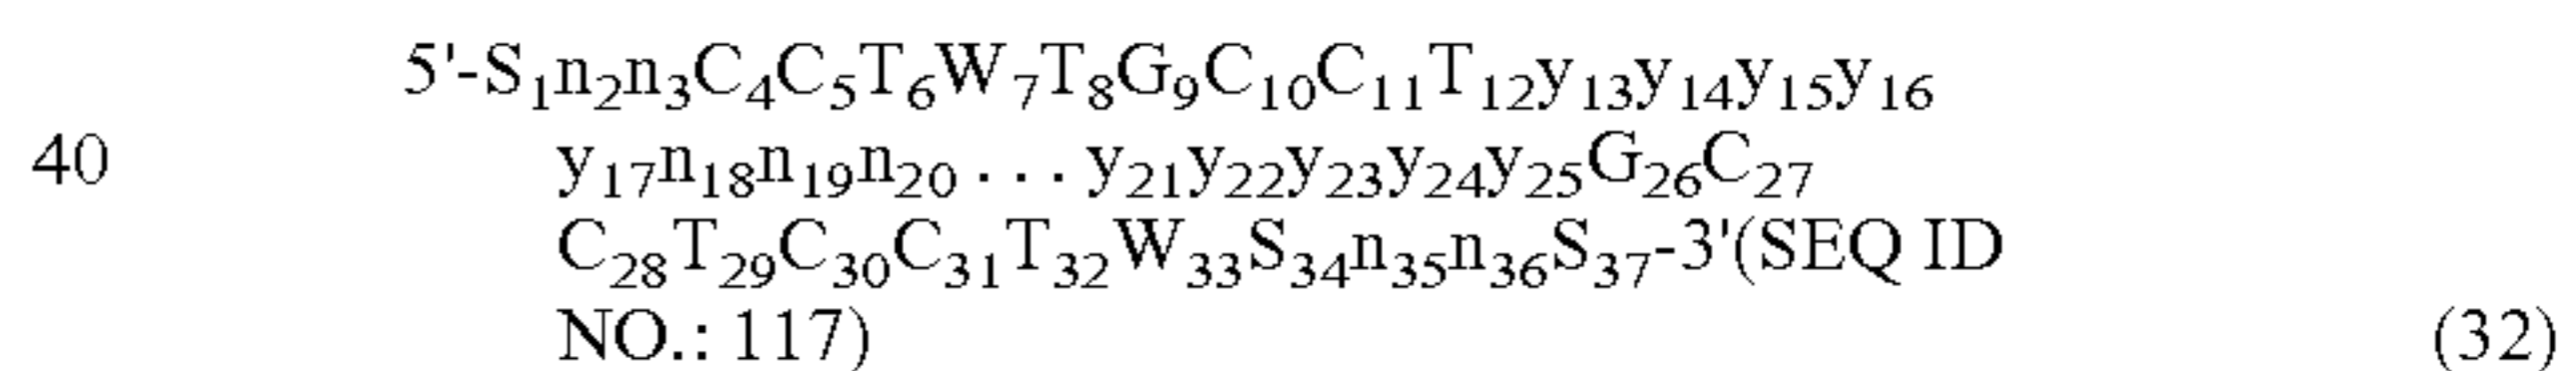 5'-S₁n₂n₃C₄C₅T₆W₇T₈G₉C₁₀C₁₁T₁₂y₁₃y₁₄y₁₅y₁₆
40 y₁₇n₁₈n₁₉n₂₀ . . . y₂₁y₂₂y₂₃y₂₄y₂₅G₂₆C₂₇
C₂₈T₂₉C₃₀C₃₁T₃₂W₃₃S₃₄n₃₅n₃₆S₃₇-3'(SEQ ID
NO.: 117) (32)